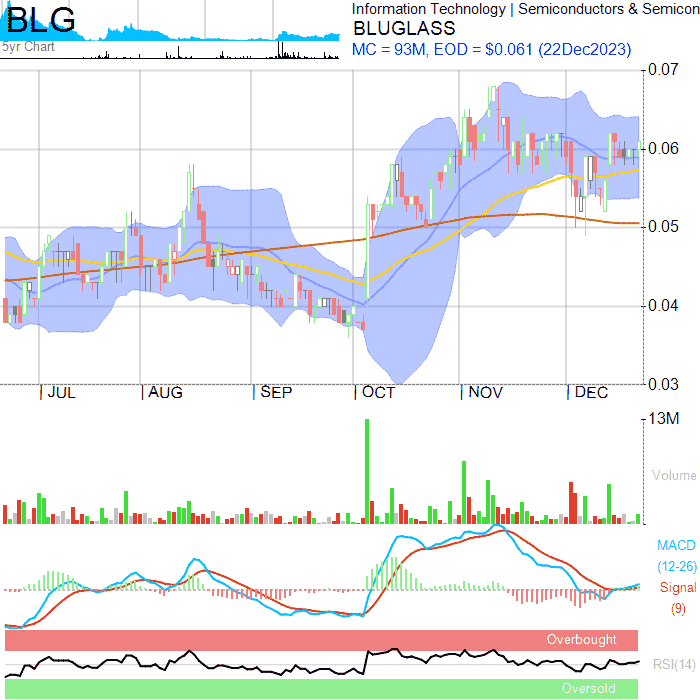 BLG
5yr Chart
Information Technology | Semiconductors & Semicon
BLUGLASS
MC = 93M, EOD = $0.061 (22Dec2023)
0.07
0.06
0.05
0.04
0.03
| JUL | AUG | SEP | OCT | NOV | DEC
13M
Volume
MACD
(12-26)
Signal
(9)
Overbought
RSI(14)
Oversold